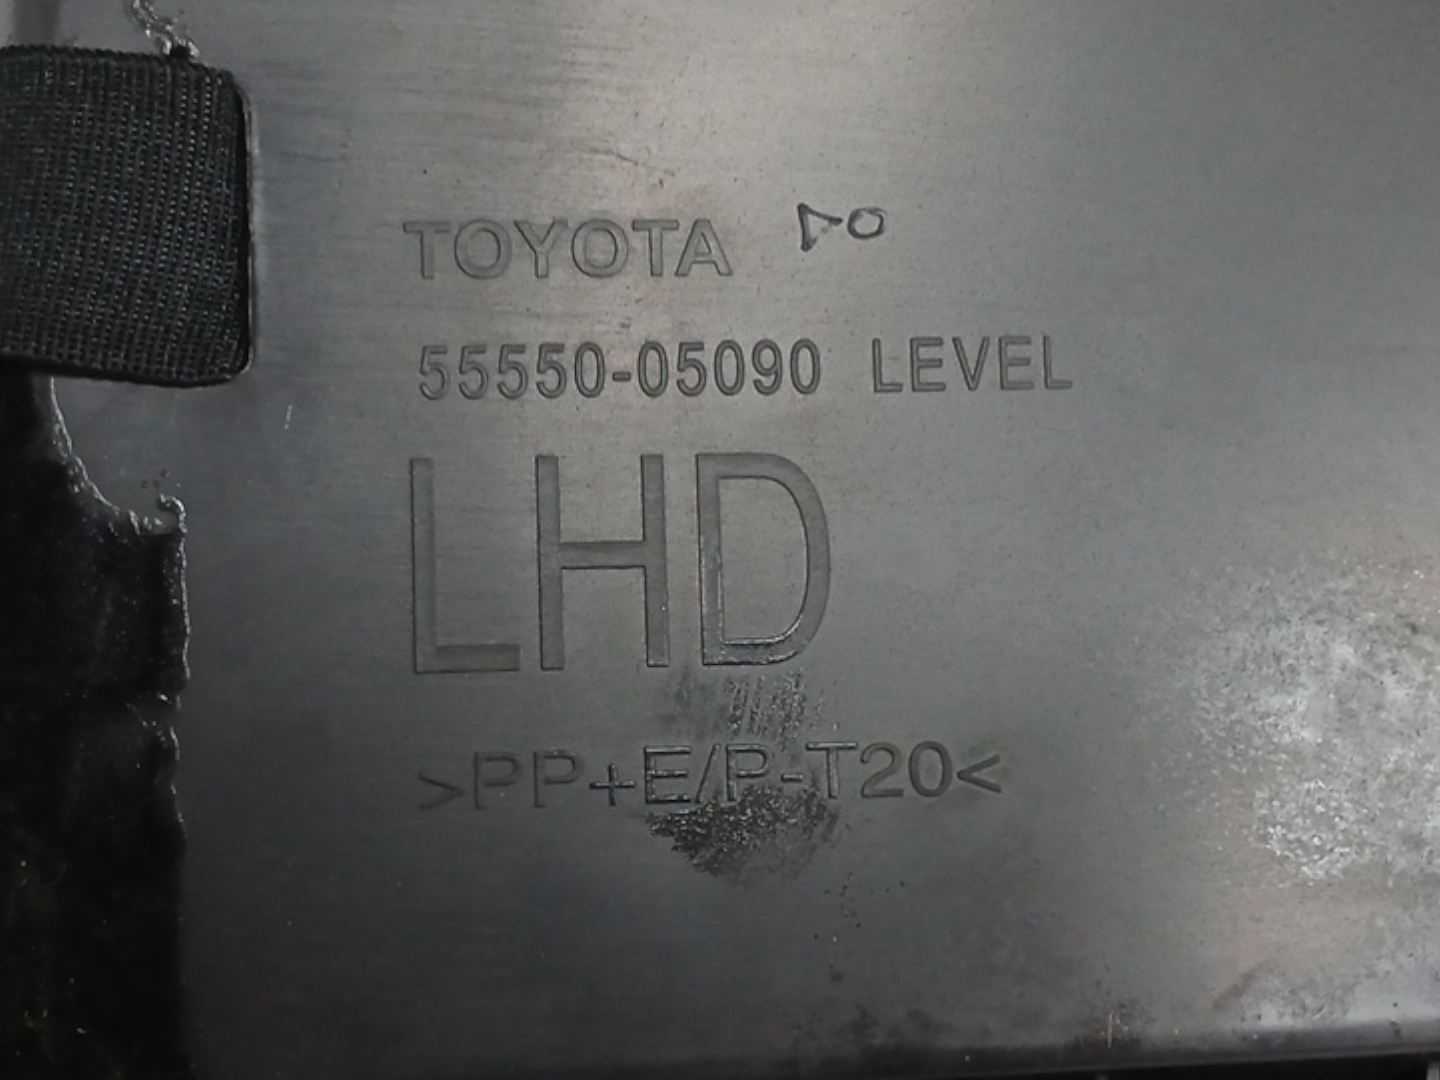 TOYOTA
55550-05090 LEVEL
LHD
>PP+E/P-T20<